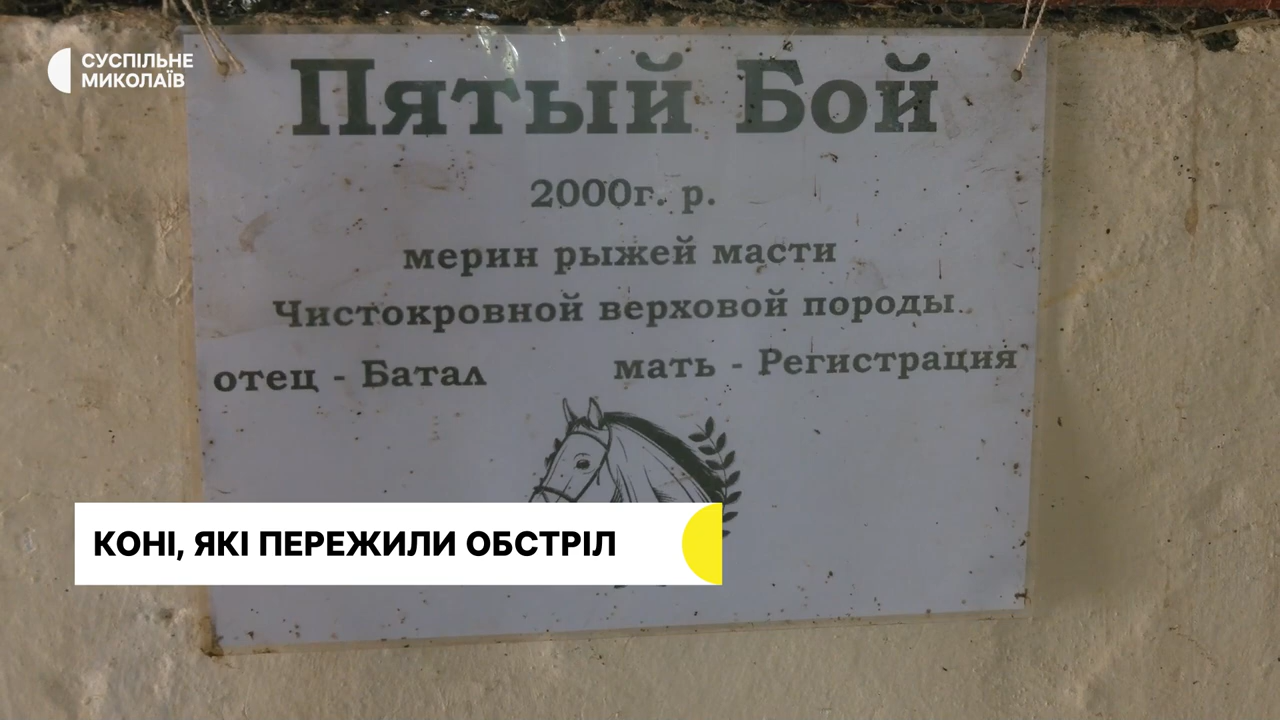 СУСПІЛЬНЕ
МИКОЛАЇВ
Пятый Бой
2000г. р.
мерин рыжей масти
Чистокровной верховой породы
отец - Батал мать - Регистрация
КОНІ, ЯКІ ПЕРЕЖИЛИ ОБСТРІЛ